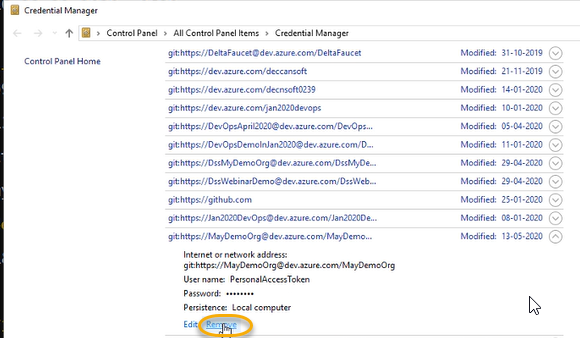 Credential Manager
Control Panel > All Control Panel Items > Credential Manager
Control Panel Home
git:https://DeltaFaucet@dev.azure.com/DeltaFaucet Modified: 31-10-2019
git:https://dev.azure.com/deccansoft Modified: 21-11-2019
git:https://dev.azure.com/decnsoft0239 Modified: 14-01-2020
git:https://dev.azure.com/jan2020devops Modified: 10-01-2020
git:https://DevOpsApril2020@dev.azure.com/DevOps... Modified: 05-04-2020
git:https://DevOpsDemoInJan2020@dev.azure.com/D... Modified: 11-01-2020
git:https://DssMyDemoOrg@dev.azure.com/DssMyDe... Modified: 29-04-2020
git:https://DssWebinarDemo@dev.azure.com/DssWeb... Modified: 29-04-2020
git:https://github.com Modified: 25-01-2020
git:https://Jan2020DevOps@dev.azure.com/Jan2020De... Modified: 08-01-2020
git:https://MayDemoOrg@dev.azure.com/MayDemo... Modified: 13-05-2020
Internet or network address:
git:https://MayDemoOrg@dev.azure.com/MayDemoOrg
User name: PersonalAccessToken
Password: ••••••••
Persistence: Local computer
Edit Remove